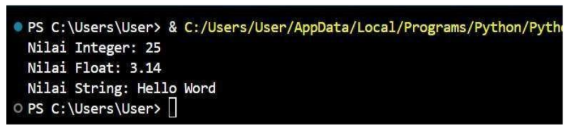 PS C:\Users\User> & C:/Users/User/AppData/Local/Programs/Python/Pyth
Nilai Integer: 25
Nilai Float: 3.14
Nilai String: Hello Word
PS C:\Users\User>